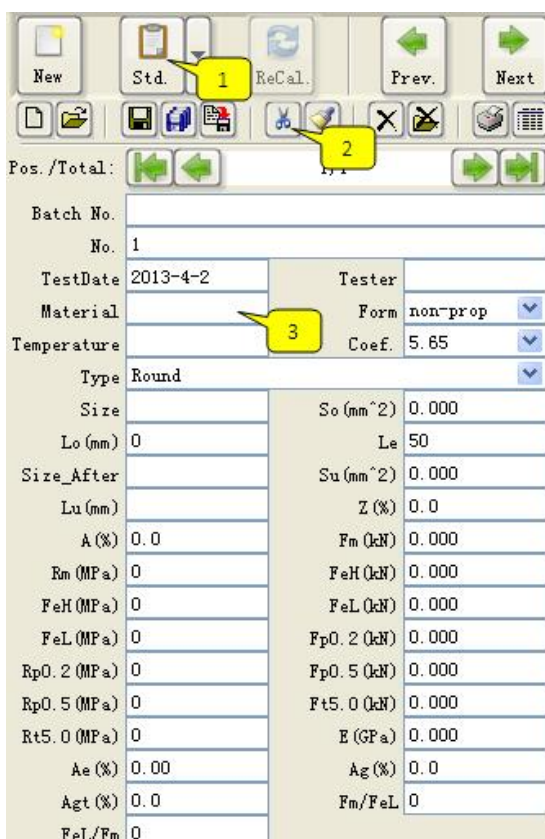 New Std. 1 ReCal. Prev. Next
2
Pos./Total: 1/1
Batch No.
No. 1
TestDate 2013-4-2 Tester
Material 3 Form non-prop
Temperature Coef. 5.65
Type Round
Size So(mm^2) 0.000
Lo(mm) 0 Le 50
Size_After Su(mm^2) 0.000
Lu(mm) Z(%) 0.0
A(%) 0.0 Fm(kN) 0.000
Rm(MPa) 0 FeH(kN) 0.000
FeH(MPa) 0 FeL(kN) 0.000
FeL(MPa) 0 Fp0.2(kN) 0.000
Rp0.2(MPa) 0 Fp0.5(kN) 0.000
Rp0.5(MPa) 0 Ft5.0(kN) 0.000
Rt5.0(MPa) 0 E(GPa) 0.000
Ae(%) 0.00 Ag(%) 0.0
Agt(%) 0.0 Fm/FeL 0
FeL/Fm 0